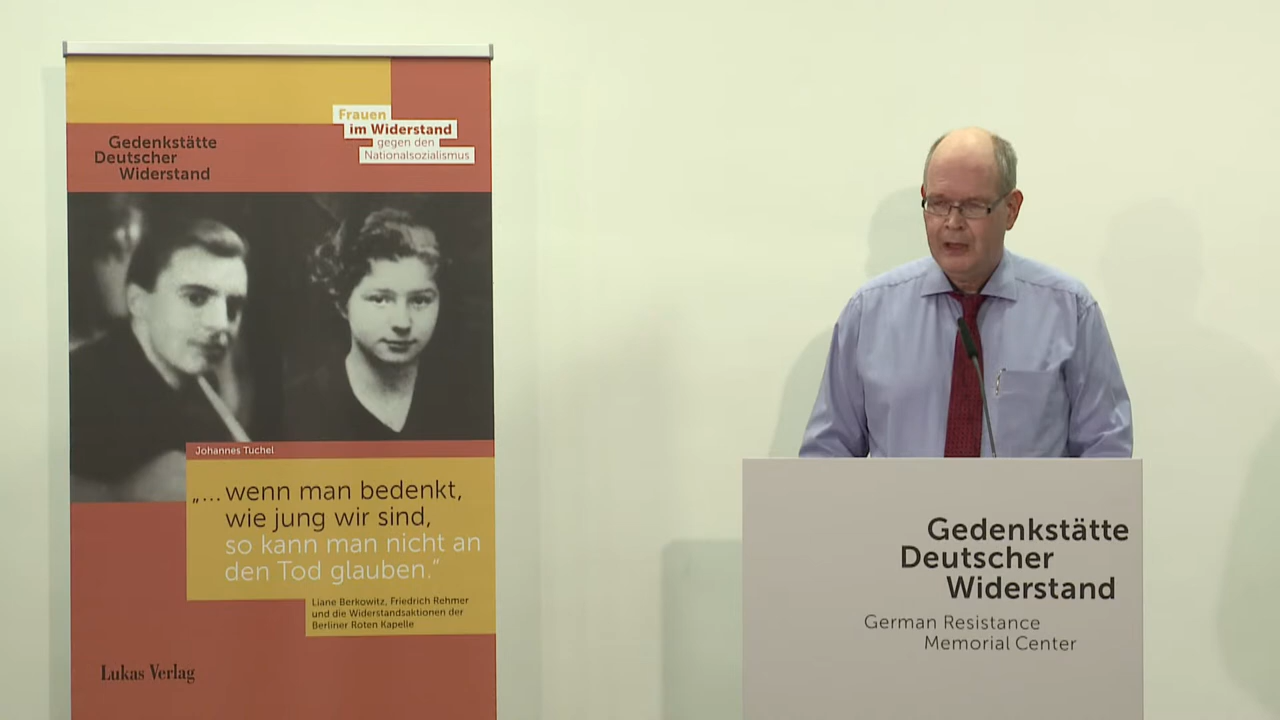 Frauen
im Widerstand
gegen den
Nationalsozialismus
Gedenkstätte
Deutscher
Widerstand
Johannes Tuchel
„... wenn man bedenkt,
wie jung wir sind,
so kann man nicht an
den Tod glauben.“
Liane Berkowitz, Friedrich Rehmer
und die Widerstandsaktionen der
Berliner Roten Kapelle
Lukas Verlag
Gedenkstätte
Deutscher
Widerstand
German Resistance
Memorial Center